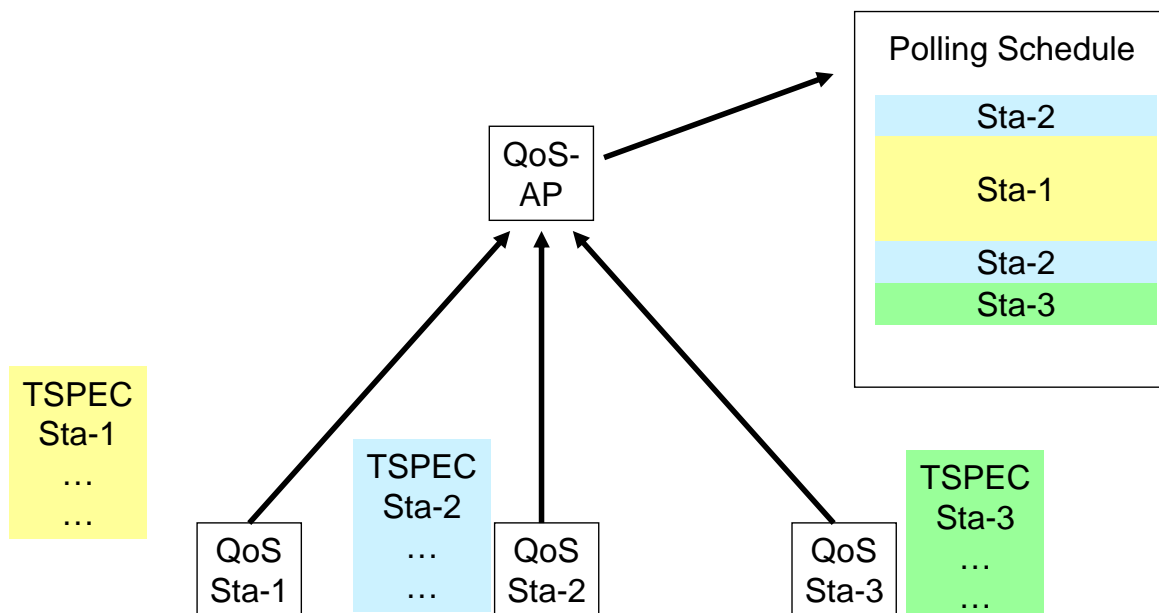 Polling Schedule
Sta-2
Sta-1
Sta-2
Sta-3
QoS-
AP
TSPEC
Sta-1
…
…
TSPEC
Sta-2
…
…
QoS
Sta-1
QoS
Sta-2
QoS
Sta-3
TSPEC
Sta-3
…
…